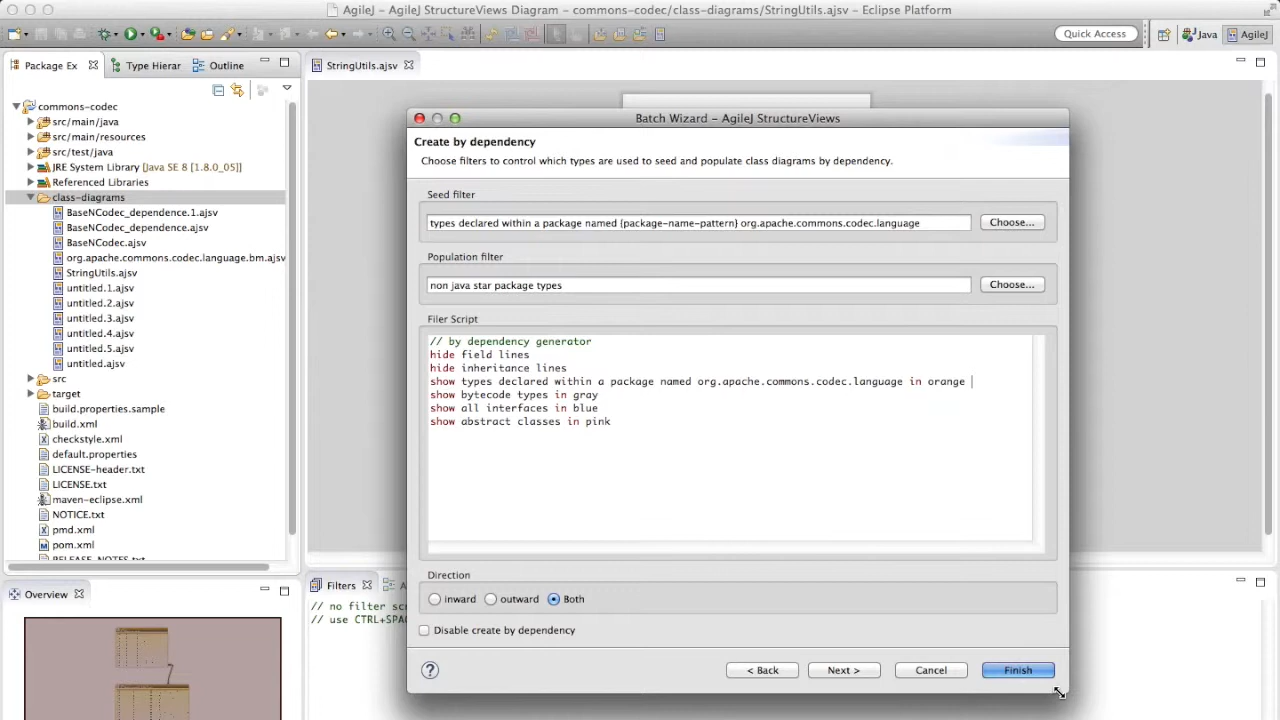 AgileJ - AgileJ StructureViews Diagram - commons-codec/class-diagrams/StringUtils.ajsv - Eclipse Platform
Quick Access
Java
AgileJ
Package Ex
Type Hierar
Outline
StringUtils.ajsv
commons-codec
src/main/java
src/main/resources
src/test/java
JRE System Library [Java SE 8 [1.8.0_05]]
Referenced Libraries
class-diagrams
BaseNCodec_dependence.1.ajsv
BaseNCodec_dependence.ajsv
BaseNCodec.ajsv
org.apache.commons.codec.language.bm.ajsv
StringUtils.ajsv
untitled.1.ajsv
untitled.2.ajsv
untitled.3.ajsv
untitled.4.ajsv
untitled.5.ajsv
untitled.ajsv
src
target
build.properties.sample
build.xml
checkstyle.xml
default.properties
LICENSE-header.txt
LICENSE.txt
maven-eclipse.xml
NOTICE.txt
pmd.xml
pom.xml
RELEASE_NOTES.txt
Overview
Batch Wizard - AgileJ StructureViews
Create by dependency
Choose filters to control which types are used to seed and populate class diagrams by dependency.
Seed filter
types declared within a package named {package-name-pattern} org.apache.commons.codec.language
Choose...
Population filter
non java star package types
Choose...
Filer Script
// by dependency generator
hide field lines
hide inheritance lines
show types declared within a package named org.apache.commons.codec.language in orange
show bytecode types in gray
show all interfaces in blue
show abstract classes in pink
Direction
inward
outward
Both
Disable create by dependency
?
< Back
Next >
Cancel
Finish
Filters
// no filter sc
// use CTRL+SPA